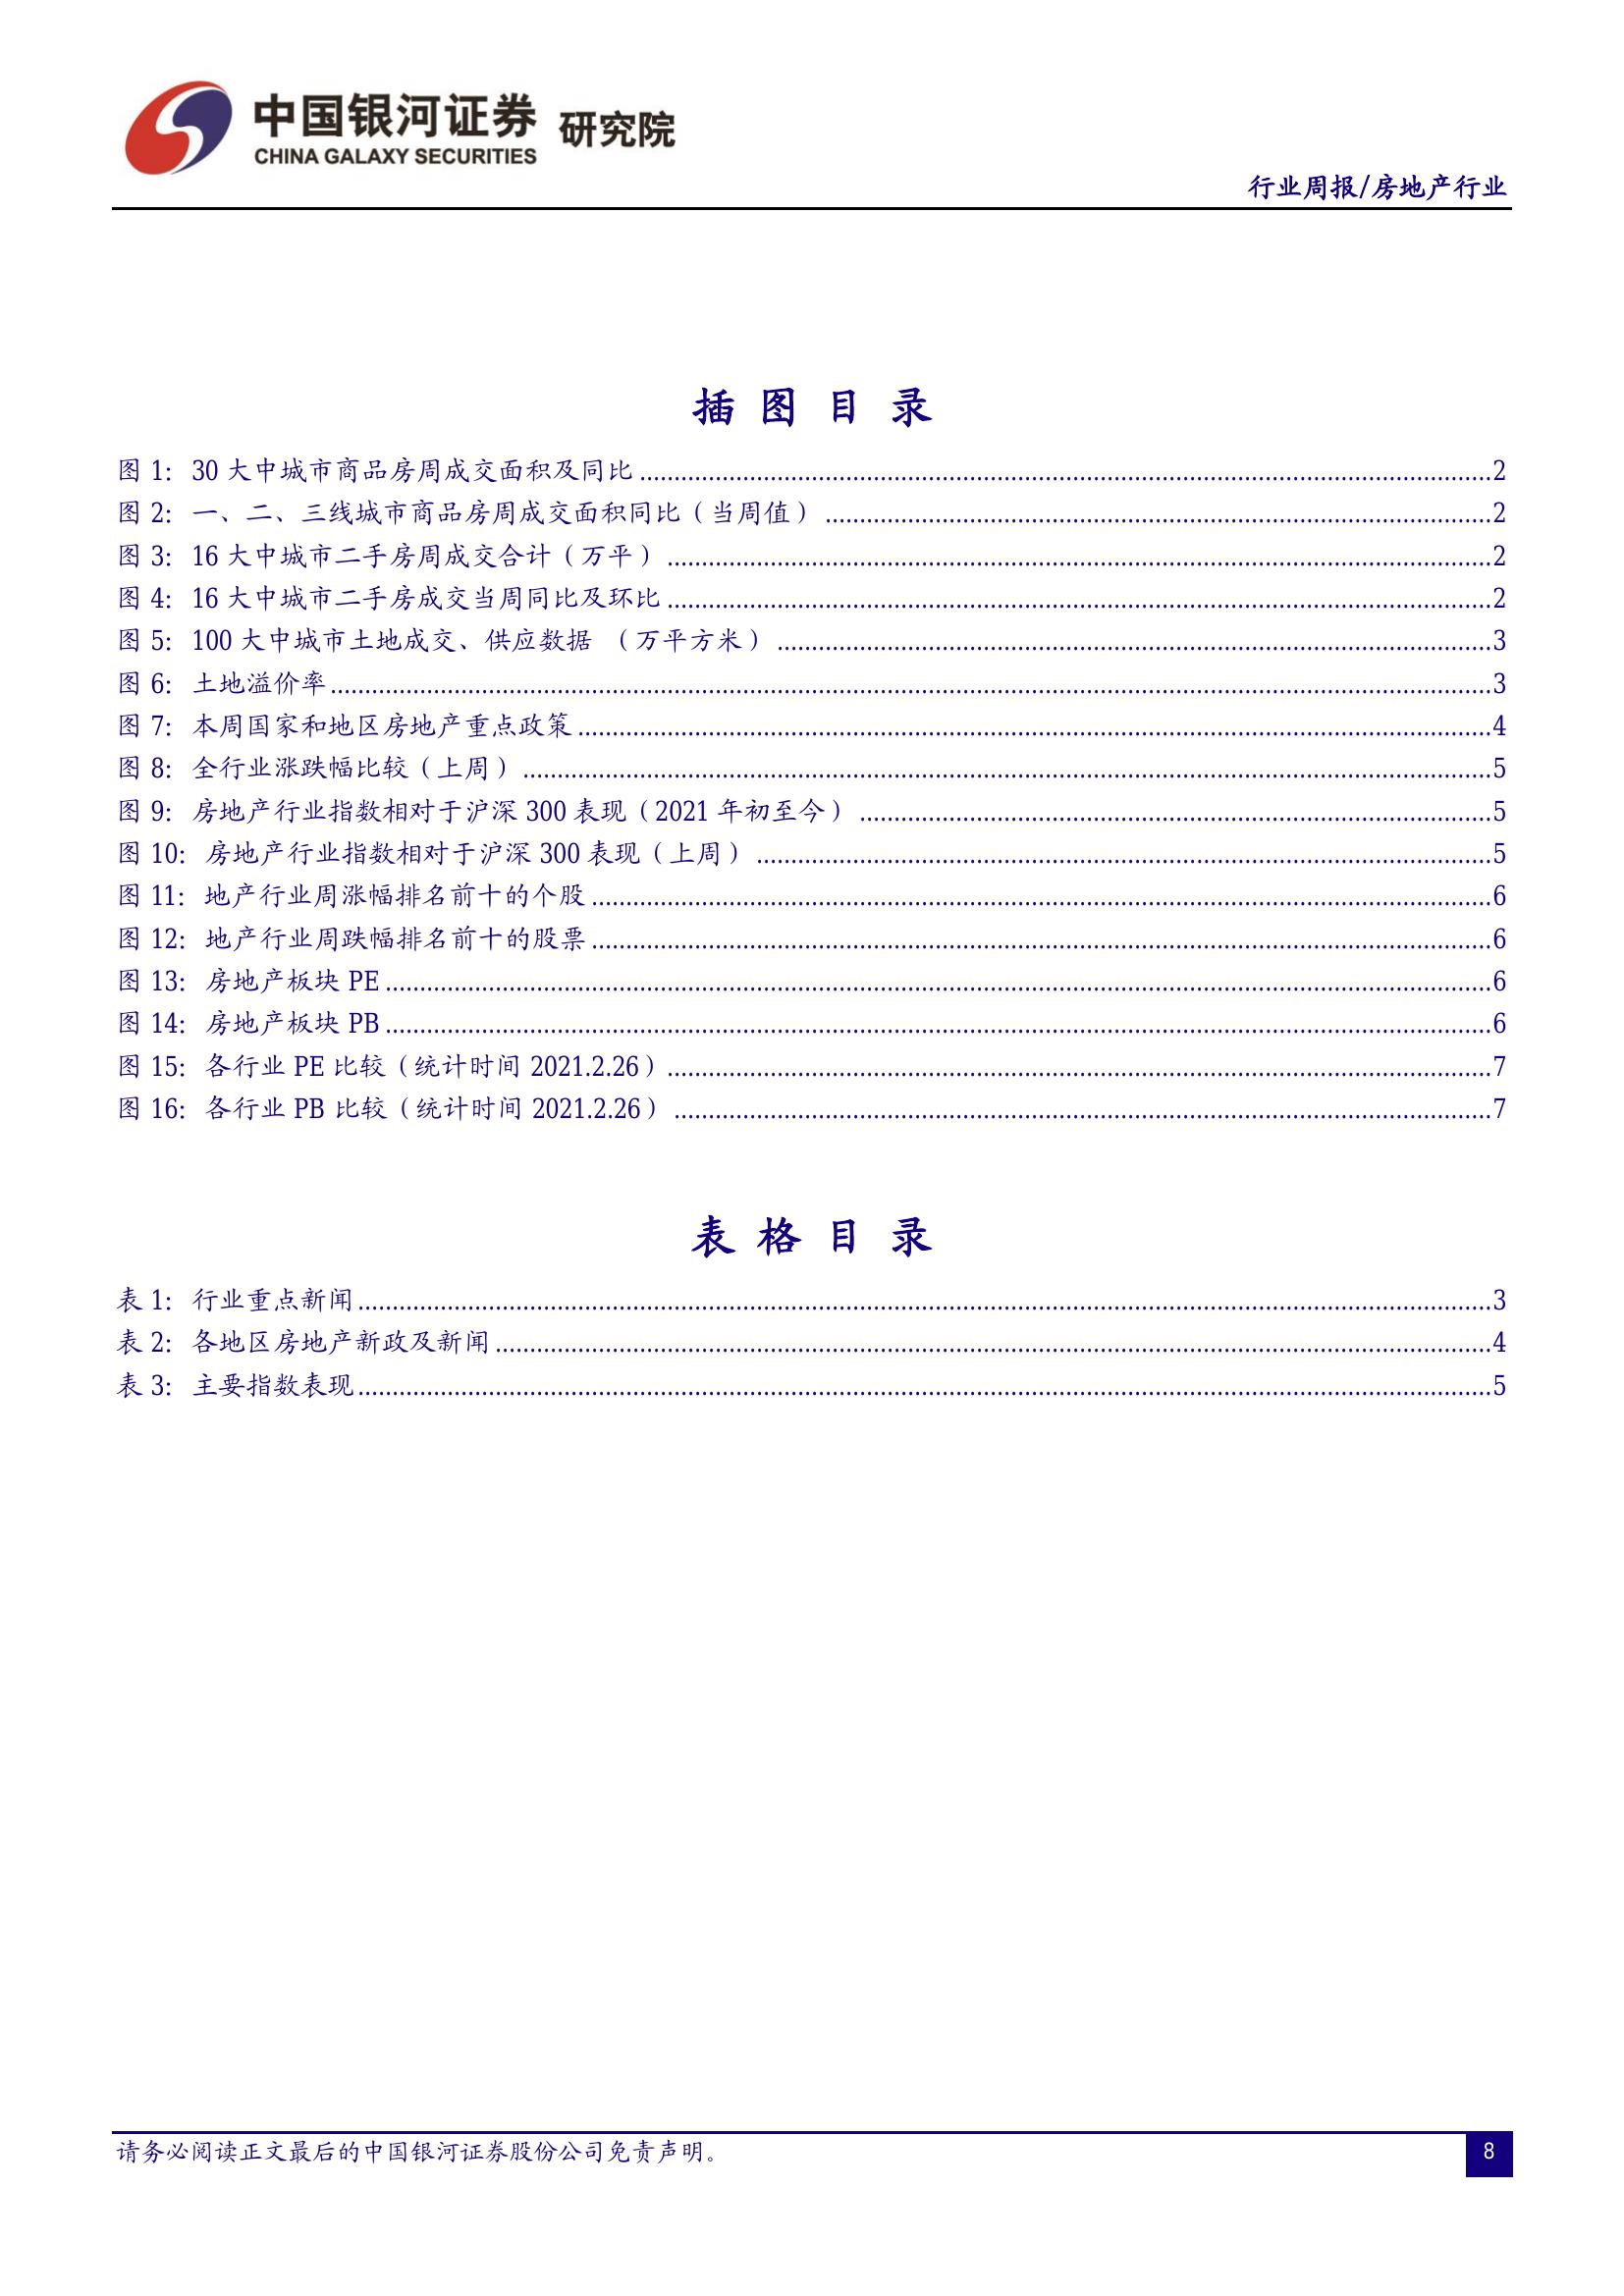 中国银河证券 研究院
CHINA GALAXY SECURITIES
行业周报/房地产行业
插 图 目 录
图 1: 30 大中城市商品房周成交面积及同比........2
图 2: 一、二、三线城市商品房周成交面积同比（当周值）........2
图 3: 16 大中城市二手房周成交合计（万平）........2
图 4: 16 大中城市二手房成交当周同比及环比........2
图 5: 100 大中城市土地成交、供应数据 （万平方米）........3
图 6: 土地溢价率........3
图 7: 本周国家和地区房地产重点政策........4
图 8: 全行业涨跌幅比较（上周）........5
图 9: 房地产行业指数相对于沪深 300 表现（2021 年初至今）........5
图 10: 房地产行业指数相对于沪深 300 表现（上周）........5
图 11: 地产行业周涨幅排名前十的个股........6
图 12: 地产行业周跌幅排名前十的股票........6
图 13: 房地产板块 PE........6
图 14: 房地产板块 PB........6
图 15: 各行业 PE 比较（统计时间 2021.2.26）........7
图 16: 各行业 PB 比较（统计时间 2021.2.26）........7
表 格 目 录
表 1: 行业重点新闻........3
表 2: 各地区房地产新政及新闻........4
表 3: 主要指数表现........5
请务必阅读正文最后的中国银河证券股份公司免责声明。
8